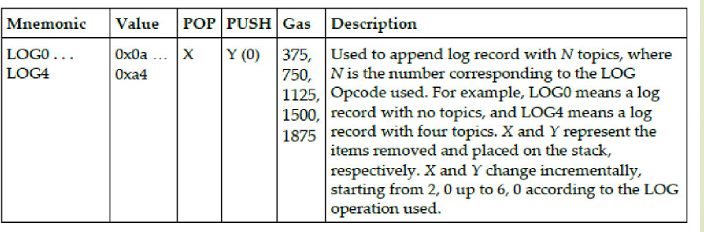 Mnemonic Value POP PUSH Gas Description
LOG0 ... 0x0a ... X Y (0) 375, Used to append log record with N topics, where
LOG4 0xa4 750, N is the number corresponding to the LOG
1125, Opcode used. For example, LOG0 means a log
1500, record with no topics, and LOG4 means a log
1875 record with four topics. X and Y represent the
items removed and placed on the stack,
respectively. X and Y change incrementally,
starting from 2, 0 up to 6, 0 according to the LOG
operation used.